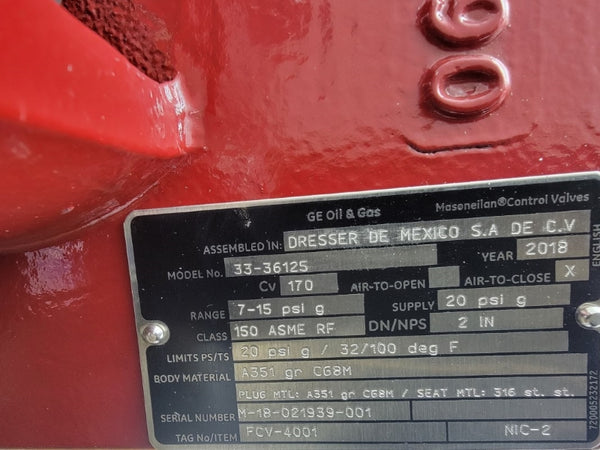 06
GE Oil & Gas Masoneilan®Control Valves
ASSEMBLED IN: DRESSER DE MEXICO S.A DE C.V
MODEL No. 33-36125 YEAR 2018
Cv 170 AIR-TO-OPEN AIR-TO-CLOSE X
RANGE 7-15 psi g SUPPLY 20 psi g
CLASS 150 ASME RF DN/NPS 2 IN
LIMITS PS/TS 20 psi g / 32/100 deg F
BODY MATERIAL A351 gr CG8M
PLUG MTL: A351 gr CG8M / SEAT MTL: 316 st. st.
SERIAL NUMBER M-18-021939-001
TAG No/ITEM FCV-4001 NIC-2
ENGLISH
720005232172